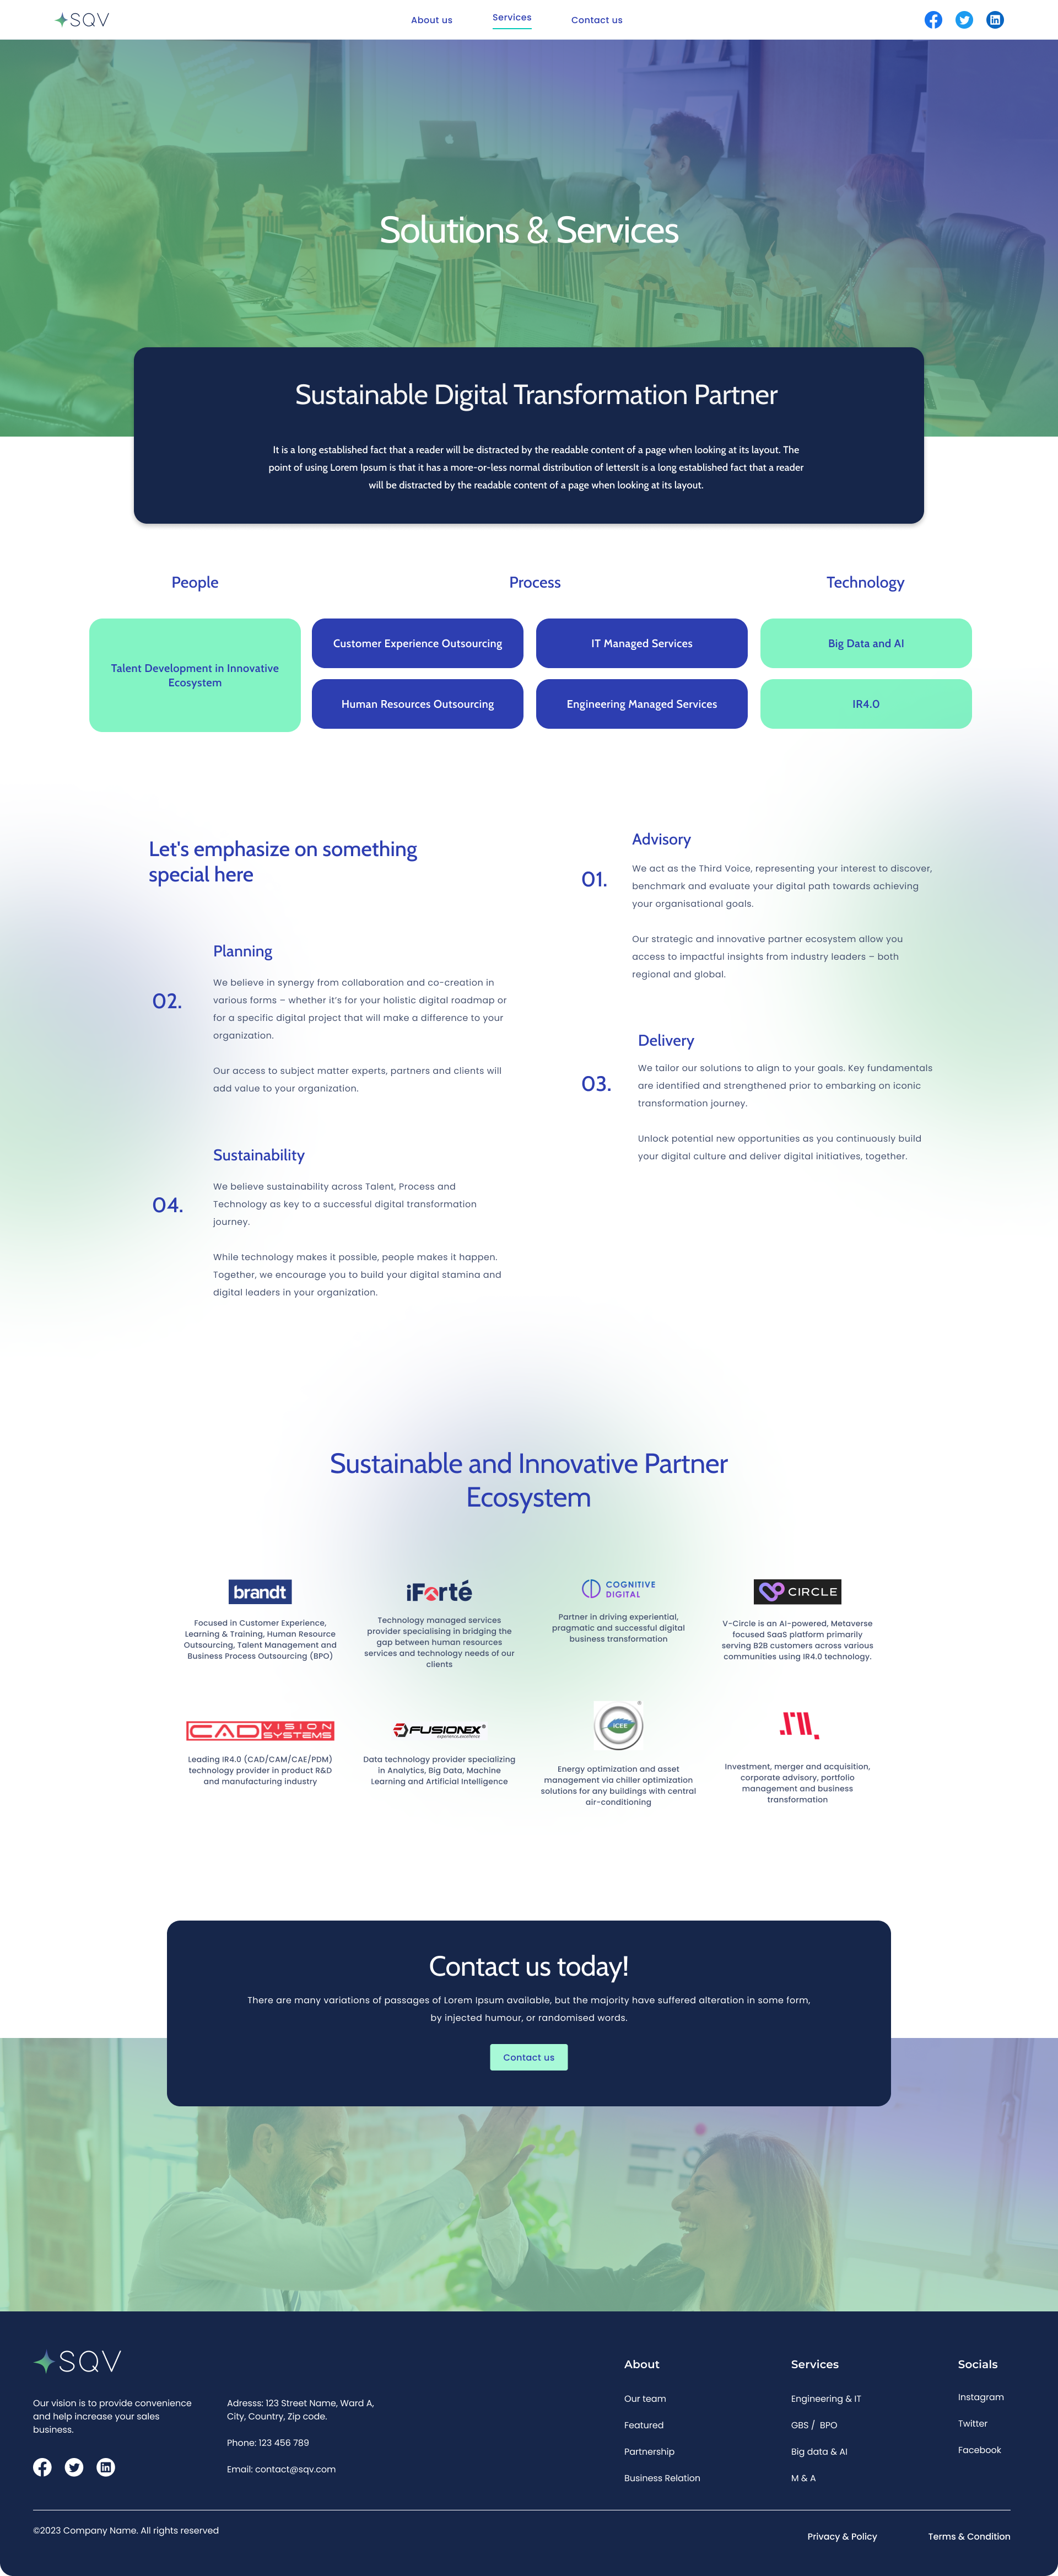 SQV
About us
Services
Contact us
Solutions & Services
Sustainable Digital Transformation Partner
It is a long established fact that a reader will be distracted by the readable content of a page when looking at its layout. The
point of using Lorem Ipsum is that it has a more-or-less normal distribution of lettersIt is a long established fact that a reader
will be distracted by the readable content of a page when looking at its layout.
People
Process
Technology
Talent Development in Innovative
Ecosystem
Customer Experience Outsourcing
IT Managed Services
Big Data and AI
Human Resources Outsourcing
Engineering Managed Services
IR4.0
Let's emphasize on something
special here
01.
Advisory
We act as the Third Voice, representing your interest to discover,
benchmark and evaluate your digital path towards achieving
your organisational goals.
Our strategic and innovative partner ecosystem allow you
access to impactful insights from industry leaders – both
regional and global.
02.
Planning
We believe in synergy from collaboration and co-creation in
various forms – whether it's for your holistic digital roadmap or
for a specific digital project that will make a difference to your
organization.
Our access to subject matter experts, partners and clients will
add value to your organization.
03.
Delivery
We tailor our solutions to align to your goals. Key fundamentals
are identified and strengthened prior to embarking on iconic
transformation journey.
Unlock potential new opportunities as you continuously build
your digital culture and deliver digital initiatives, together.
04.
Sustainability
We believe sustainability across Talent, Process and
Technology as key to a successful digital transformation
journey.
While technology makes it possible, people makes it happen.
Together, we encourage you to build your digital stamina and
digital leaders in your organization.
Sustainable and Innovative Partner
Ecosystem
brandt
Focused in Customer Experience,
Learning & Training, Human Resource
Outsourcing, Talent Management and
Business Process Outsourcing (BPO)
iForté
Technology managed services
provider specialising in bridging the
gap between human resources
services and technology needs of our
clients
COGNITIVE
DIGITAL
Partner in driving experiential,
pragmatic and successful digital
business transformation
CIRCLE
V-Circle is an AI-powered, Metaverse
focused SaaS platform primarily
serving B2B customers across various
communities using IR4.0 technology.
CAD VISION
SYSTEMS
Leading IR4.0 (CAD/CAM/CAE/PDM)
technology provider in product R&D
and manufacturing industry
FUSIONEX®
experience.excellence
Data technology provider specializing
in Analytics, Big Data, Machine
Learning and Artificial Intelligence
iCEE
®
Energy optimization and asset
management via chiller optimization
solutions for any buildings with central
air-conditioning
Investment, merger and acquisition,
corporate advisory, portfolio
management and business
transformation
Contact us today!
There are many variations of passages of Lorem Ipsum available, but the majority have suffered alteration in some form,
by injected humour, or randomised words.
Contact us
SQV
Our vision is to provide convenience
and help increase your sales
business.
Adresss: 123 Street Name, Ward A,
City, Country, Zip code.
Phone: 123 456 789
Email: contact@sqv.com
About
Our team
Featured
Partnership
Business Relation
Services
Engineering & IT
GBS / BPO
Big data & AI
M & A
Socials
Instagram
Twitter
Facebook
©2023 Company Name. All rights reserved
Privacy & Policy
Terms & Condition